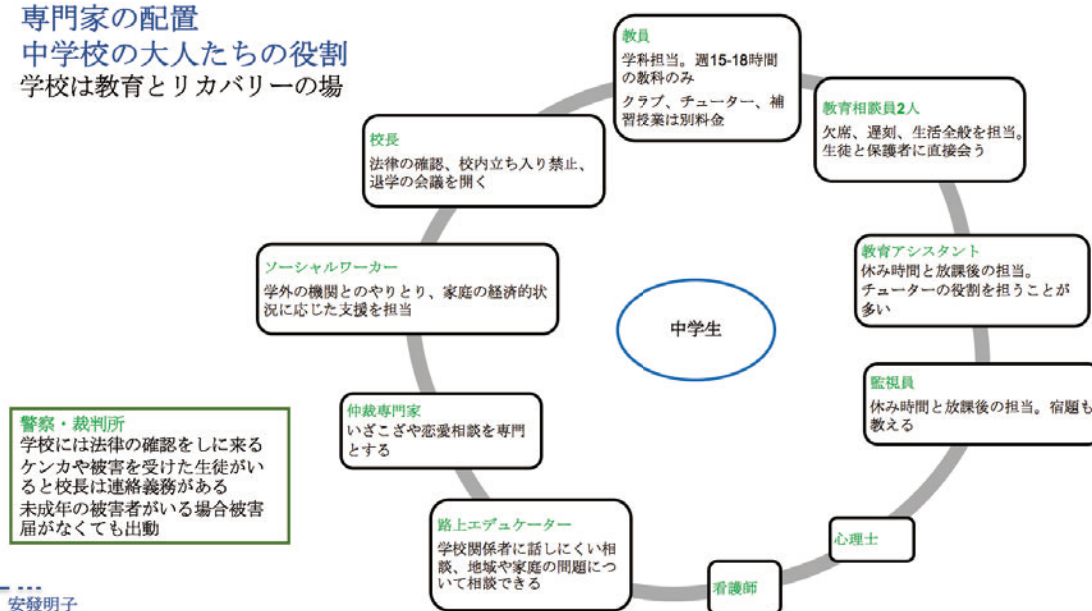 専門家の配置
中学校の大人たちの役割
学校は教育とリカバリーの場
教員
学科担当。週15-18時間
の教科のみ
クラブ、チューター、補
習授業は別料金
教育相談員2人
欠席、遅刻、生活全般を担当。
生徒と保護者に直接会う
校長
法律の確認、校内立ち入り禁止、
退学の会議を開く
教育アシスタント
休み時間と放課後の担当。
チューターの役割を担うことが
多い
ソーシャルワーカー
学外の機関とのやりとり、家庭の経済的状
況に応じた支援を担当
中学生
監視員
休み時間と放課後の担当。宿題も
教える
仲裁専門家
いざこざや恋愛相談を専門
とする
警察・裁判所
学校には法律の確認をしに来る
ケンカや被害を受けた生徒がい
ると校長は連絡義務がある
未成年の被害者がいる場合被害
届がなくても出動
路上エデュケーター
学校関係者に話しにくい相
談、地域や家庭の問題につ
いて相談できる
心理士
看護師
安發明子